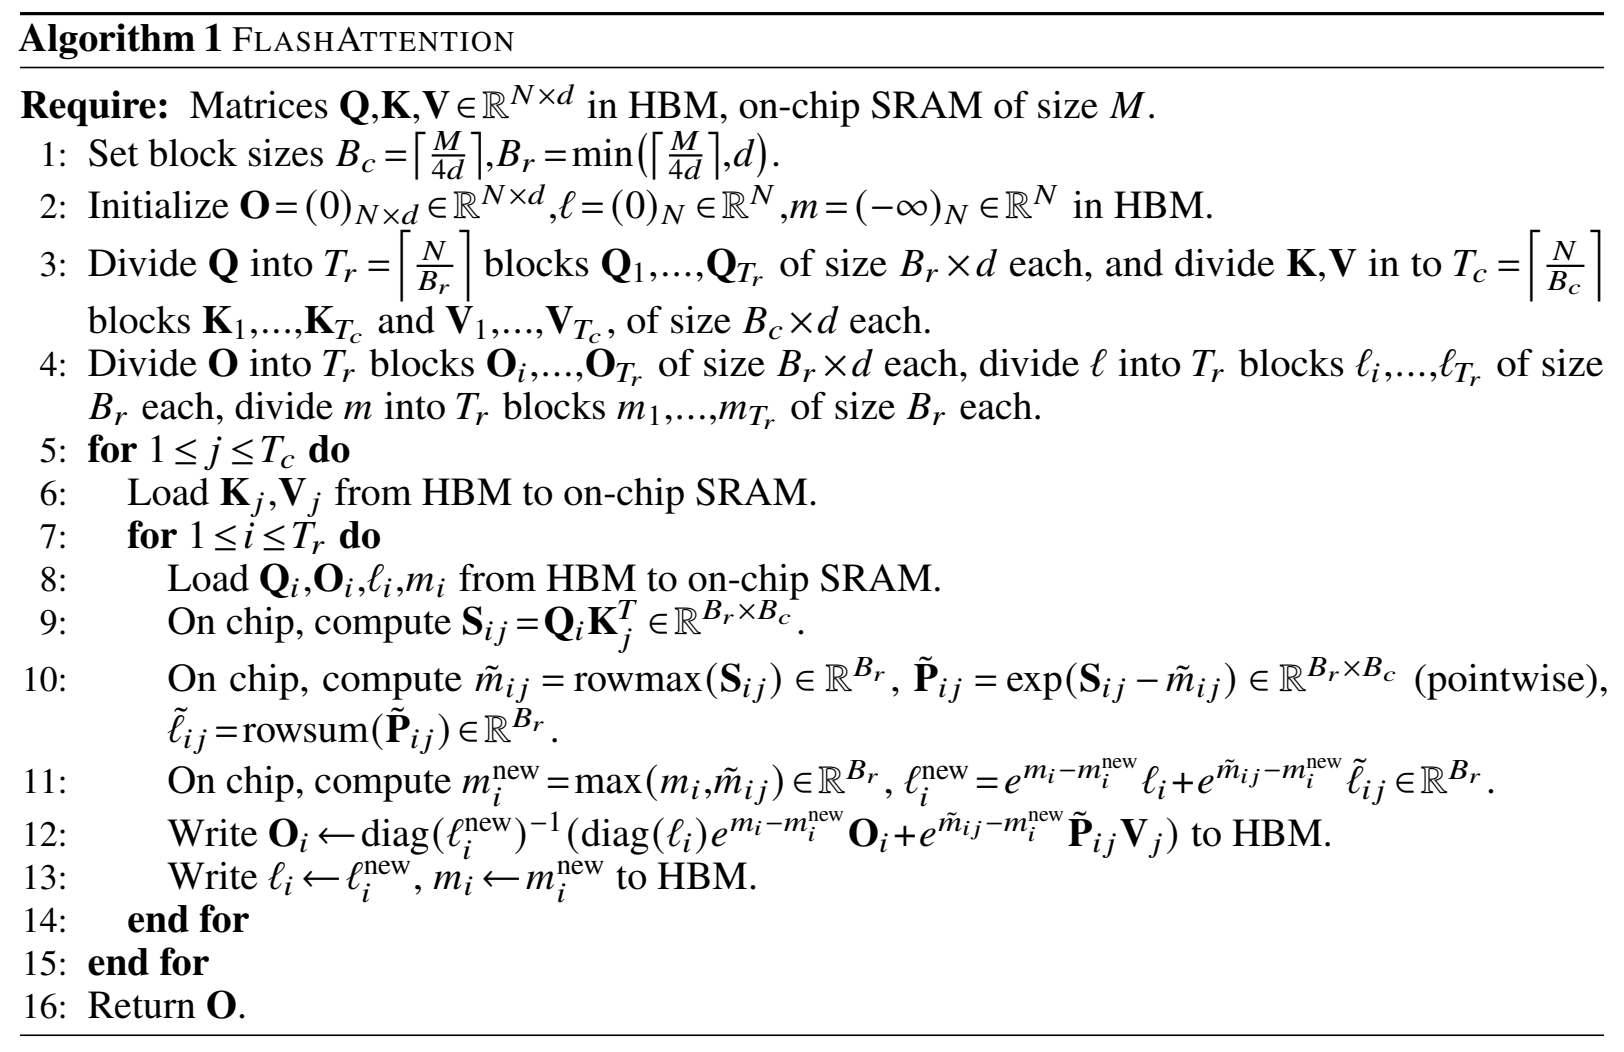 Algorithm 1 FLASHATTENTION
Require: Matrices Q,K,V∈ℝ^{N×d} in HBM, on-chip SRAM of size M.
1: Set block sizes B_c=⌈M/4d⌉,B_r=min(⌈M/4d⌉,d).
2: Initialize O=(0)_{N×d}∈ℝ^{N×d},ℓ=(0)_N∈ℝ^N,m=(−∞)_N∈ℝ^N in HBM.
3: Divide Q into T_r=⌈N/B_r⌉ blocks Q_1,...,Q_{T_r} of size B_r×d each, and divide K,V in to T_c=⌈N/B_c⌉
blocks K_1,...,K_{T_c} and V_1,...,V_{T_c}, of size B_c×d each.
4: Divide O into T_r blocks O_i,...,O_{T_r} of size B_r×d each, divide ℓ into T_r blocks ℓ_i,...,ℓ_{T_r} of size
B_r each, divide m into T_r blocks m_1,...,m_{T_r} of size B_r each.
5: for 1≤j≤T_c do
6: Load K_j,V_j from HBM to on-chip SRAM.
7: for 1≤i≤T_r do
8: Load Q_i,O_i,ℓ_i,m_i from HBM to on-chip SRAM.
9: On chip, compute S_{ij}=Q_iK_j^T∈ℝ^{B_r×B_c}.
10: On chip, compute m̃_{ij}=rowmax(S_{ij})∈ℝ^{B_r}, P̃_{ij}=exp(S_{ij}−m̃_{ij})∈ℝ^{B_r×B_c} (pointwise),
ℓ̃_{ij}=rowsum(P̃_{ij})∈ℝ^{B_r}.
11: On chip, compute m_i^{new}=max(m_i,m̃_{ij})∈ℝ^{B_r}, ℓ_i^{new}=e^{m_i−m_i^{new}}ℓ_i+e^{m̃_{ij}−m_i^{new}}ℓ̃_{ij}∈ℝ^{B_r}.
12: Write O_i←diag(ℓ_i^{new})^{−1}(diag(ℓ_i)e^{m_i−m_i^{new}}O_i+e^{m̃_{ij}−m_i^{new}}P̃_{ij}V_j) to HBM.
13: Write ℓ_i←ℓ_i^{new}, m_i←m_i^{new} to HBM.
14: end for
15: end for
16: Return O.